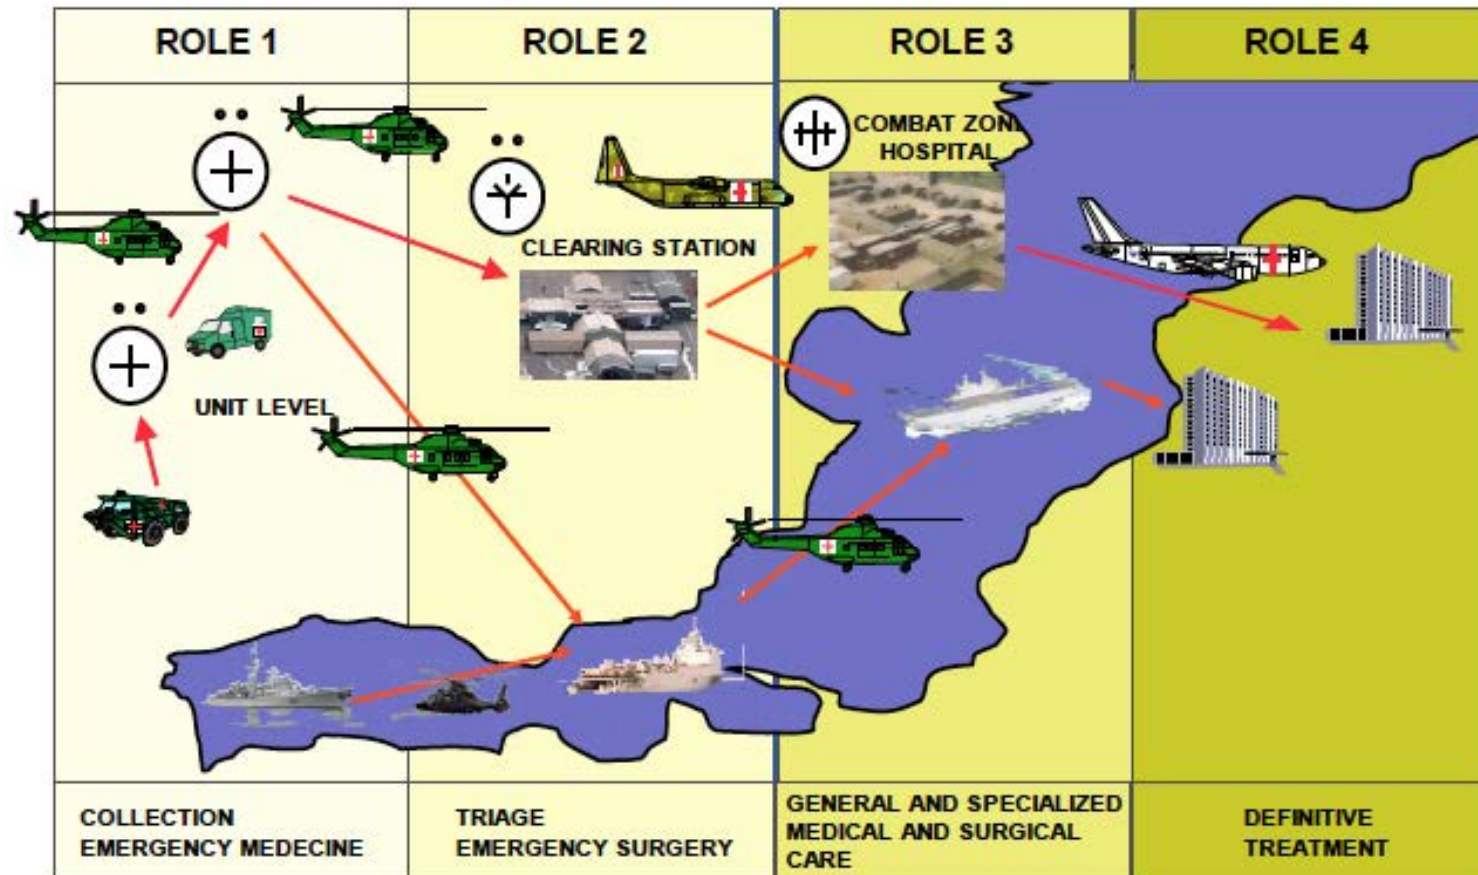 ROLE 1
ROLE 2
ROLE 3
ROLE 4
COMBAT ZONE
HOSPITAL
CLEARING STATION
UNIT LEVEL
COLLECTION
EMERGENCY MEDECINE
TRIAGE
EMERGENCY SURGERY
GENERAL AND SPECIALIZED
MEDICAL AND SURGICAL
CARE
DEFINITIVE
TREATMENT